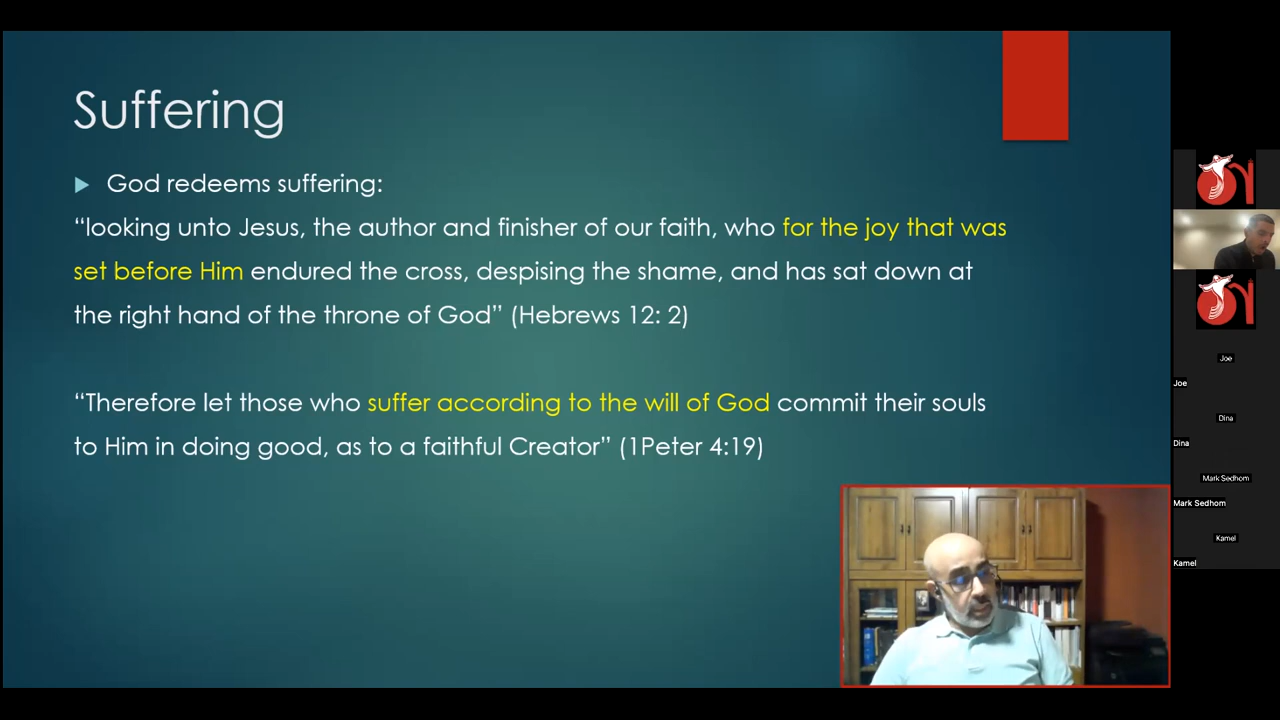 Suffering
God redeems suffering:
“looking unto Jesus, the author and finisher of our faith, who for the joy that was
set before Him endured the cross, despising the shame, and has sat down at
the right hand of the throne of God” (Hebrews 12: 2)
“Therefore let those who suffer according to the will of God commit their souls
to Him in doing good, as to a faithful Creator” (1Peter 4:19)
Joe
Joe
Dina
Dina
Mark Sedhom
Mark Sedhom
Kamel
Kamel